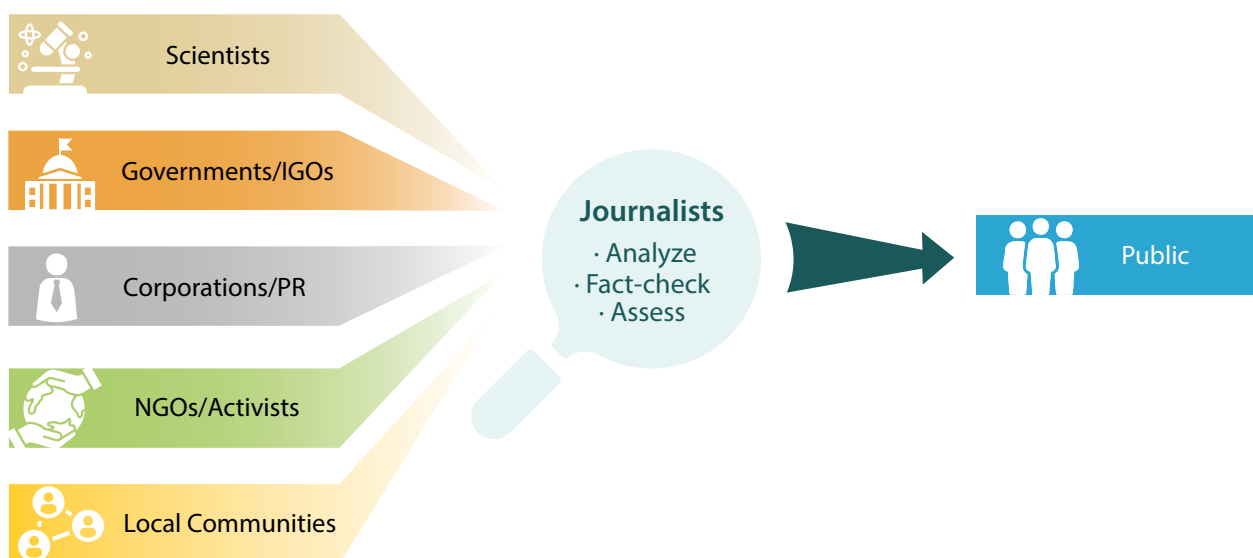 Scientists
Governments/IGOs
Corporations/PR
NGOs/Activists
Local Communities
Journalists
· Analyze
· Fact-check
· Assess
Public